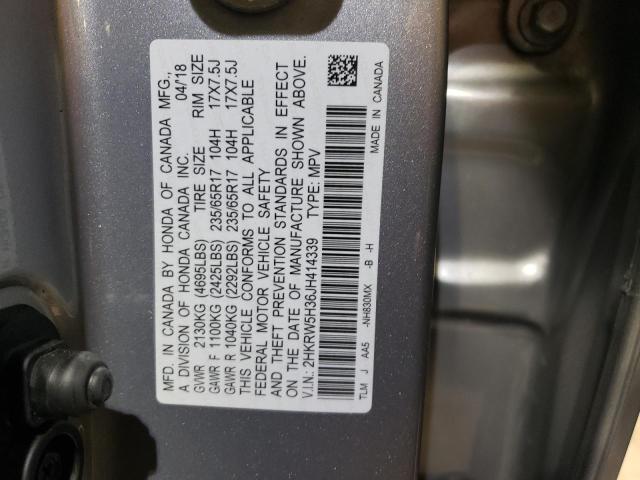 MFD. IN CANADA BY HONDA OF CANADA MFG.,
A DIVISION OF HONDA CANADA INC. 04/18
GVWR 2130KG (4695LBS) TIRE SIZE RIM SIZE
GAWR F 1100KG (2425LBS) 235/65R17 104H 17X7.5J
GAWR R 1040KG (2292LBS) 235/65R17 104H 17X7.5J
THIS VEHICLE CONFORMS TO ALL APPLICABLE
FEDERAL MOTOR VEHICLE SAFETY
AND THEFT PREVENTION STANDARDS IN EFFECT
ON THE DATE OF MANUFACTURE SHOWN ABOVE.
V.I.N.: 2HKRW5H36JH414339 TYPE: MPV
TLM J AA5 -NH830MX -B -H
MADE IN CANADA